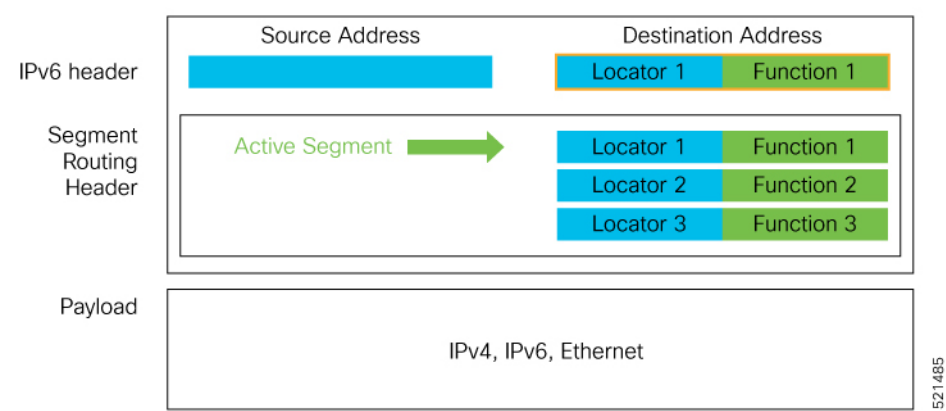 Source Address
Destination Address
IPv6 header
Locator 1 Function 1
Segment
Routing
Header
Active Segment
Locator 1 Function 1
Locator 2 Function 2
Locator 3 Function 3
Payload
IPv4, IPv6, Ethernet
521485